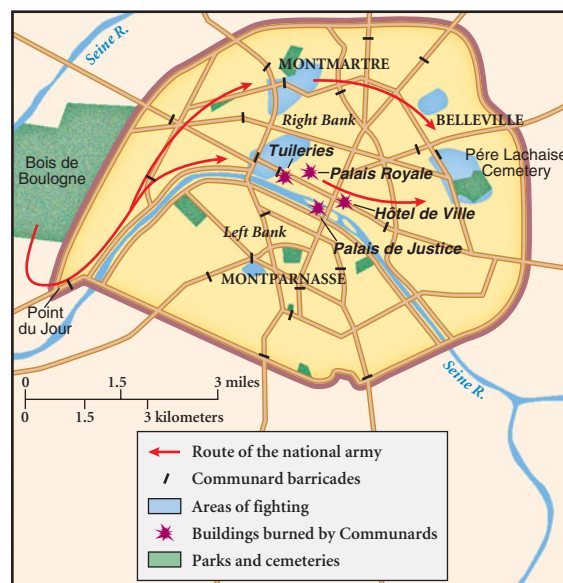 Seine R.
MONTMARTRE
Right Bank
BELLEVILLE
Tuileries
Palais Royale
Pére Lachaise
Cemetery
Bois de
Boulogne
Hôtel de Ville
Left Bank
Palais de Justice
MONTPARNASSE
Point
du Jour
Seine R.
0 1.5 3 miles
0 1.5 3 kilometers
Route of the national army
Communard barricades
Areas of fighting
Buildings burned by Communards
Parks and cemeteries